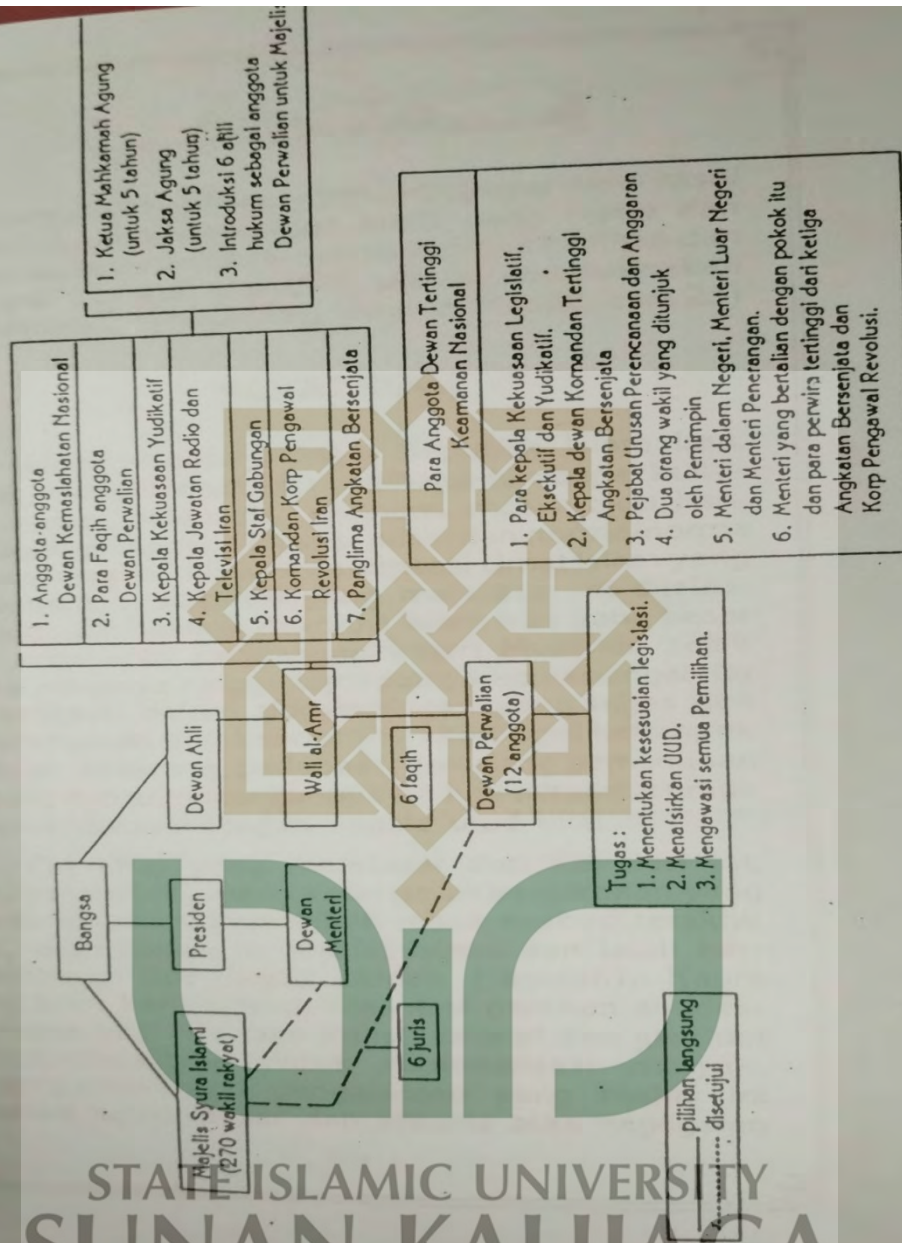 Bangsa
Majelis Syura Islami
(270 wakil rakyat)
Presiden
Dewan Ahli
Dewan
Menteri
Wali al-Amr
6 juris
6 faqih
Dewan Perwalian
(12 anggota)
Tugas :
1. Menentukan kesesuaian legislasi.
2. Menafsirkan UUD.
3. Mengawasi semua Pemilihan.
pilihan langsung
disetujui
1. Anggota-anggota
Dewan Kemaslahatan Nasional
2. Para Faqih anggota
Dewan Perwalian
3. Kepala Kekuasaan Yudikatif
4. Kepala Jawatan Radio dan
Televisi Iran
5. Kepala Staf Gabungan
6. Komandan Korp Pengawal
Revolusi Iran
7. Panglima Angkatan Bersenjata
1. Ketua Mahkamah Agung
(untuk 5 tahun)
2. Jaksa Agung
(untuk 5 tahun)
3. Introduksi 6 ahli
hukum sebagai anggota
Dewan Perwalian untuk Majelis
Para Anggota Dewan Tertinggi
Keamanan Nasional
1. Para kepala Kekuasaan Legislatif,
Eksekutif dan Yudikatif.
2. Kepala dewan Komandan Tertinggi
Angkatan Bersenjata
3. Pejabat Urusan Perencanaan dan Anggaran
4. Dua orang wakil yang ditunjuk
oleh Pemimpin
5. Menteri dalam Negeri, Menteri Luar Negeri
dan Menteri Penerangan.
6. Menteri yang bertalian dengan pokok itu
dan para perwira tertinggi dari ketiga
Angkatan Bersenjata dan
Korp Pengawal Revolusi.
STATE ISLAMIC UNIVERSITY
SUNAN KALIJAGA